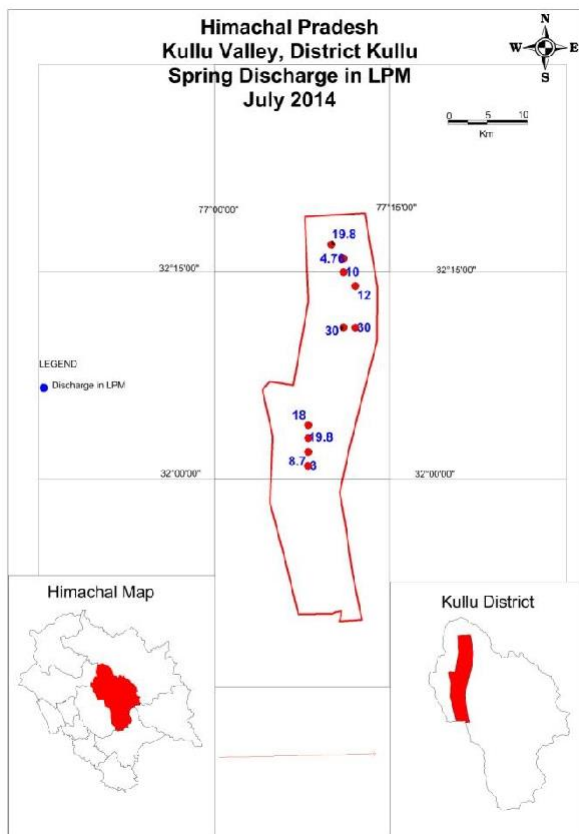 Himachal Pradesh
Kullu Valley, District Kullu
Spring Discharge in LPM
July 2014
N
W E
S
0 5 10
Km
77°00'00"
77°15'00"
19.8
4.76
32°15'00"
10
32°15'00"
12
30
30
LEGEND
Discharge in LPM
18
19.8
8.7
3
32°00'00"
32°00'00"
Himachal Map
Kullu District